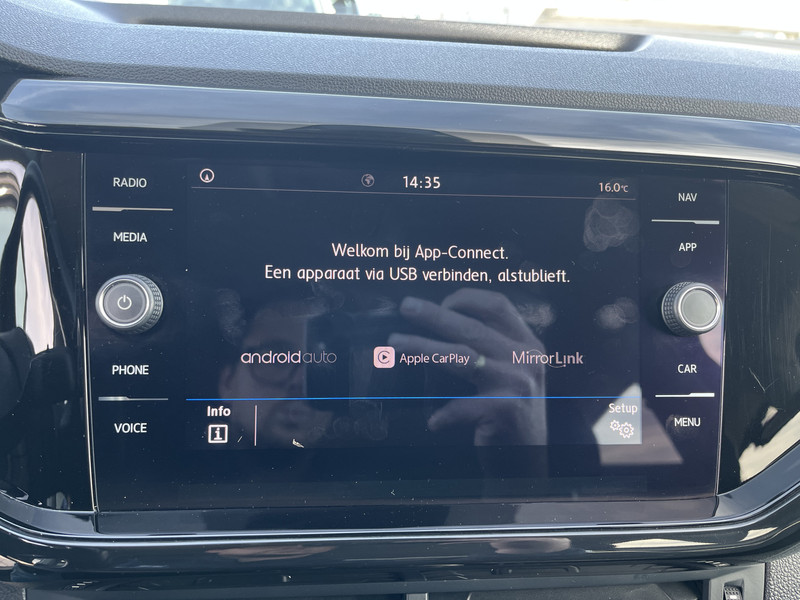 RADIO
MEDIA
PHONE
VOICE
14:35
16.0°C
Welkom bij App-Connect.
Een apparaat via USB verbinden, alstublieft.
androidauto
Apple CarPlay
MirrorLink
Info
Setup
NAV
APP
CAR
MENU